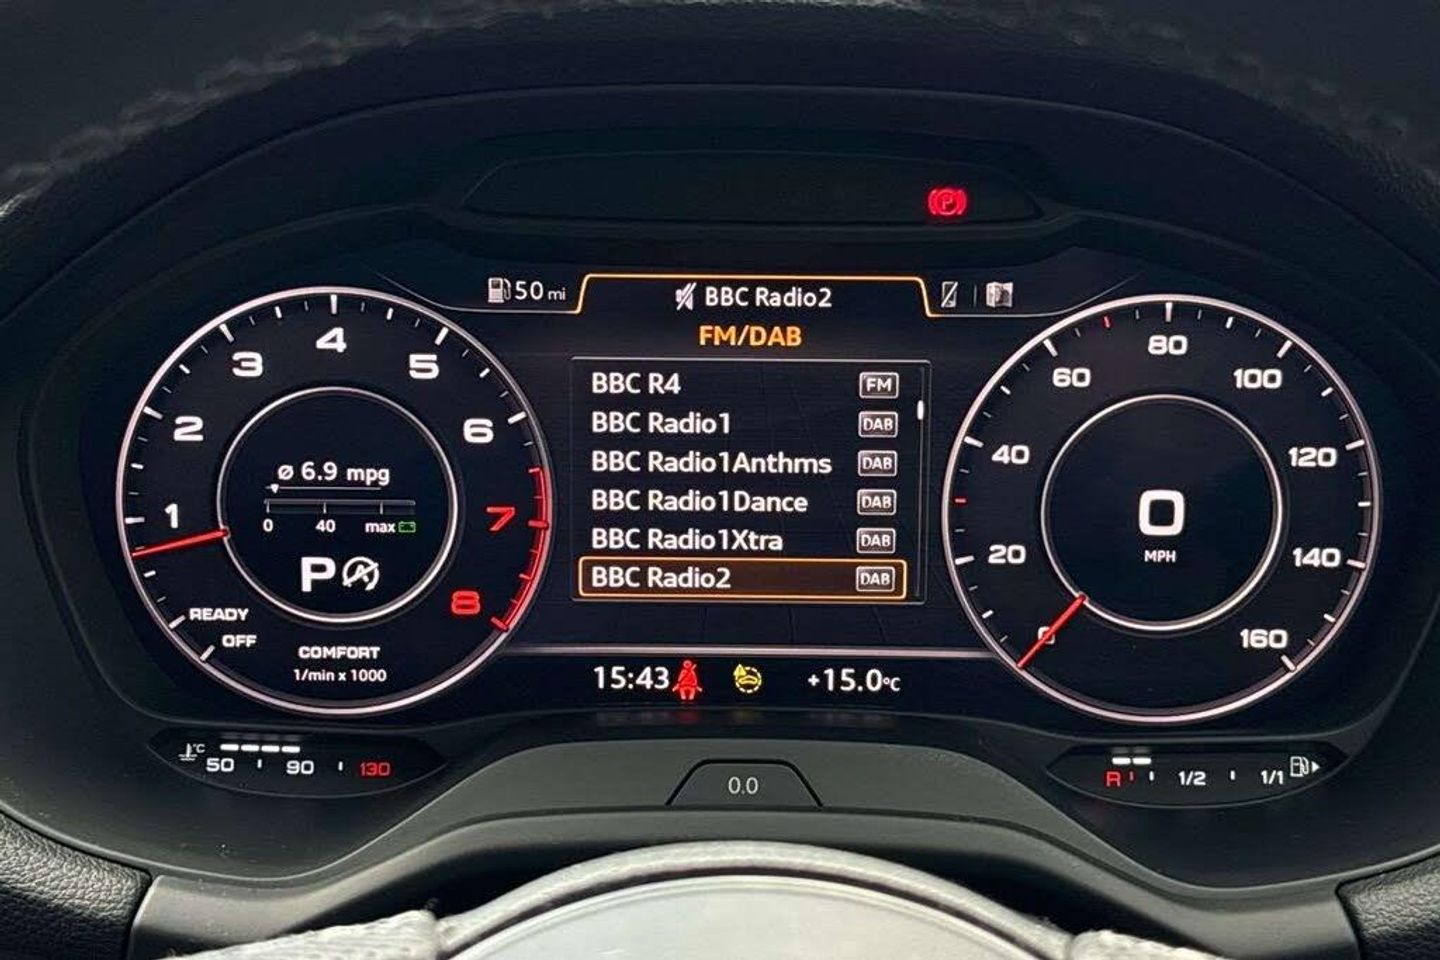 50 mi
BBC Radio2
FM/DAB
BBC R4 FM
BBC Radio1 DAB
BBC Radio1Anthms DAB
BBC Radio1Dance DAB
BBC Radio1Xtra DAB
BBC Radio2 DAB
1 2 3 4 5 6 7 8
ø 6.9 mpg
0 40 max
P A
READY
OFF
COMFORT
1/min x 1000
0 20 40 60 80 100 120 140 160
0
MPH
15:43
+15.0°C
P
°C
50 90 130
0.0
R 1/2 1/1